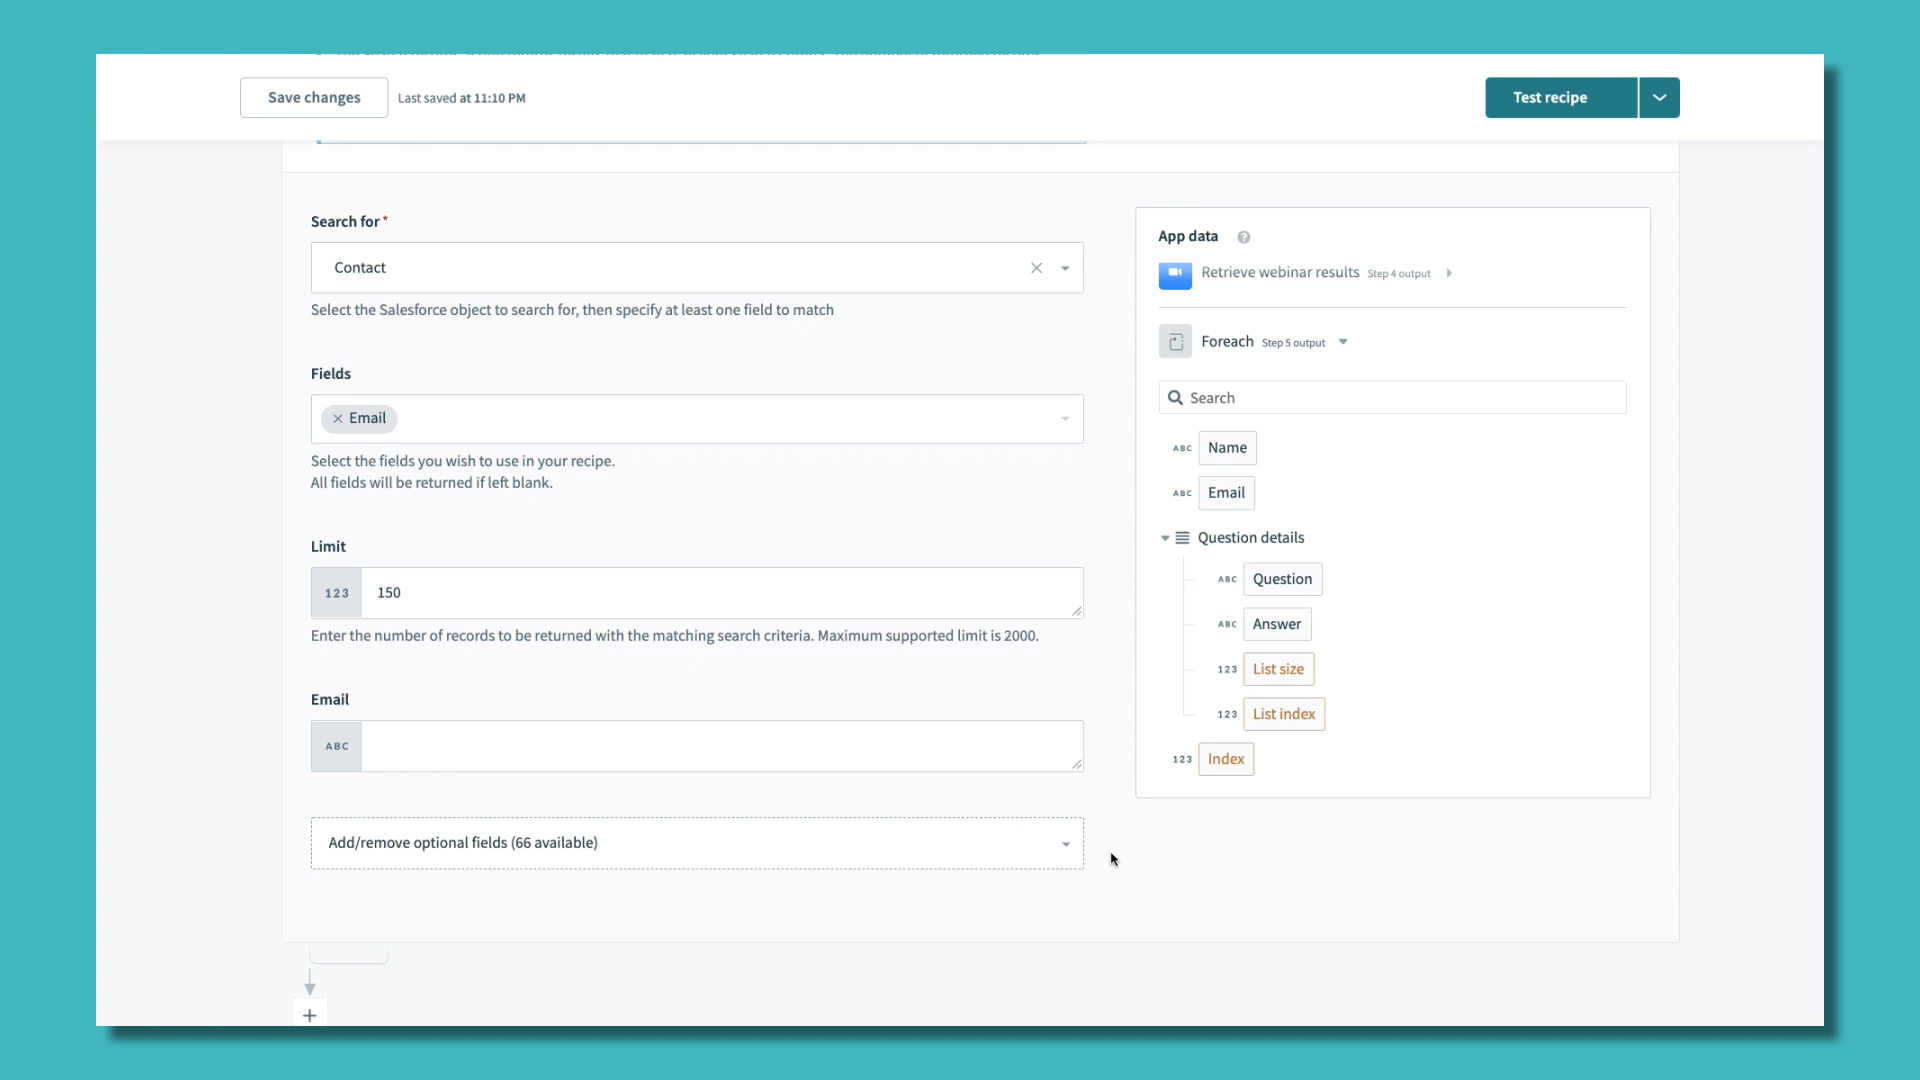 Save changes
Last saved at 11:10 PM
Test recipe
Search for *
Contact
Select the Salesforce object to search for, then specify at least one field to match
Fields
Email
Select the fields you wish to use in your recipe.
All fields will be returned if left blank.
Limit
123
150
Enter the number of records to be returned with the matching search criteria. Maximum supported limit is 2000.
Email
ABC
Add/remove optional fields (66 available)
App data ?
Retrieve webinar results Step 4 output
Foreach Step 5 output
Search
ABC Name
ABC Email
Question details
ABC Question
ABC Answer
123 List size
123 List index
123 Index